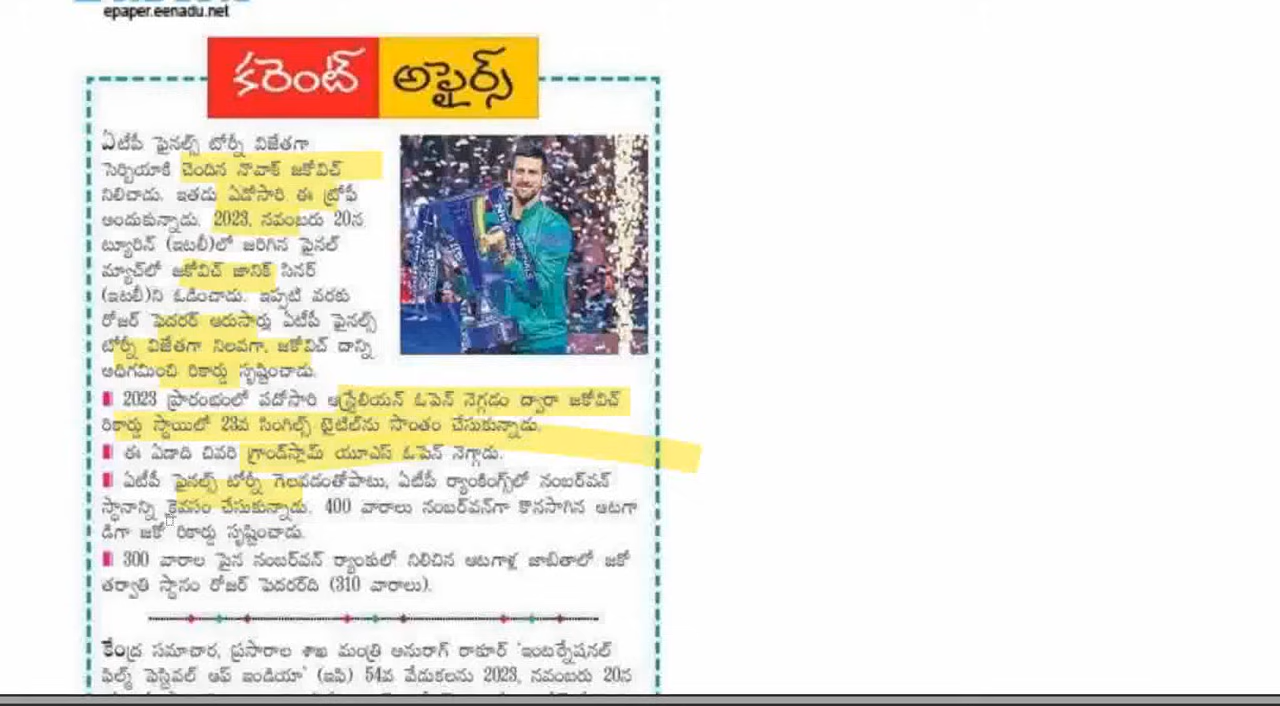 epaper.eenadu.net
కరెంట్ అఫైర్స్
ఏటీపీ ఫైనల్స్ టోర్నీ విజేతగా
సెర్బియాకి చెందిన నొవాక్ జకోవిచ్
నిలిచాడు. ఇతడు ఏడోసారి ఈ ట్రోఫీ
అందుకున్నాడు. 2023, నవంబరు 20న
ట్యూరిన్ (ఇటలీ)లో జరిగిన ఫైనల్
మ్యాచ్‌లో జకోవిచ్ జానిక్ సినర్
(ఇటలీ)ని ఓడించాడు. ఇప్పటి వరకు
రోజర్ ఫెదరర్ ఆరుసార్లు ఏటీపీ ఫైనల్స్
టోర్నీ విజేతగా నిలవగా, జకోవిచ్ దాన్ని
అధిగమించి రికార్డు సృష్టించాడు.
2023 ప్రారంభంలో పదోసారి ఆస్ట్రేలియన్ ఓపెన్ నెగ్గడం ద్వారా జకోవిచ్
రికార్డు స్థాయిలో 23వ సింగిల్స్ టైటిల్‌ను సొంతం చేసుకున్నాడు.
ఈ ఏడాది చివరి గ్రాండ్‌స్లామ్ యూఎస్ ఓపెన్ నెగ్గాడు.
ఏటీపీ ఫైనల్స్ టోర్నీ గెలవడంతోపాటు, ఏటీపీ ర్యాంకింగ్స్‌లో నంబర్‌వన్
స్థానాన్ని కైవసం చేసుకున్నాడు. 400 వారాలు నంబర్‌వన్‌గా కొనసాగిన ఆటగా
డిగా జకో రికార్డు సృష్టించాడు.
300 వారాల పైన నంబర్‌వన్ ర్యాంకులో నిలిచిన ఆటగాళ్ల జాబితాలో జకో
తర్వాతి స్థానం రోజర్ ఫెదరర్‌ది (310 వారాలు).
కేంద్ర సమాచార, ప్రసారాల శాఖ మంత్రి అనురాగ్ ఠాకూర్ 'ఇంటర్నేషనల్
ఫిల్మ్ ఫెస్టివల్ ఆఫ్ ఇండియా' (ఇఫి) 54వ వేడుకలను 2023, నవంబరు 20న